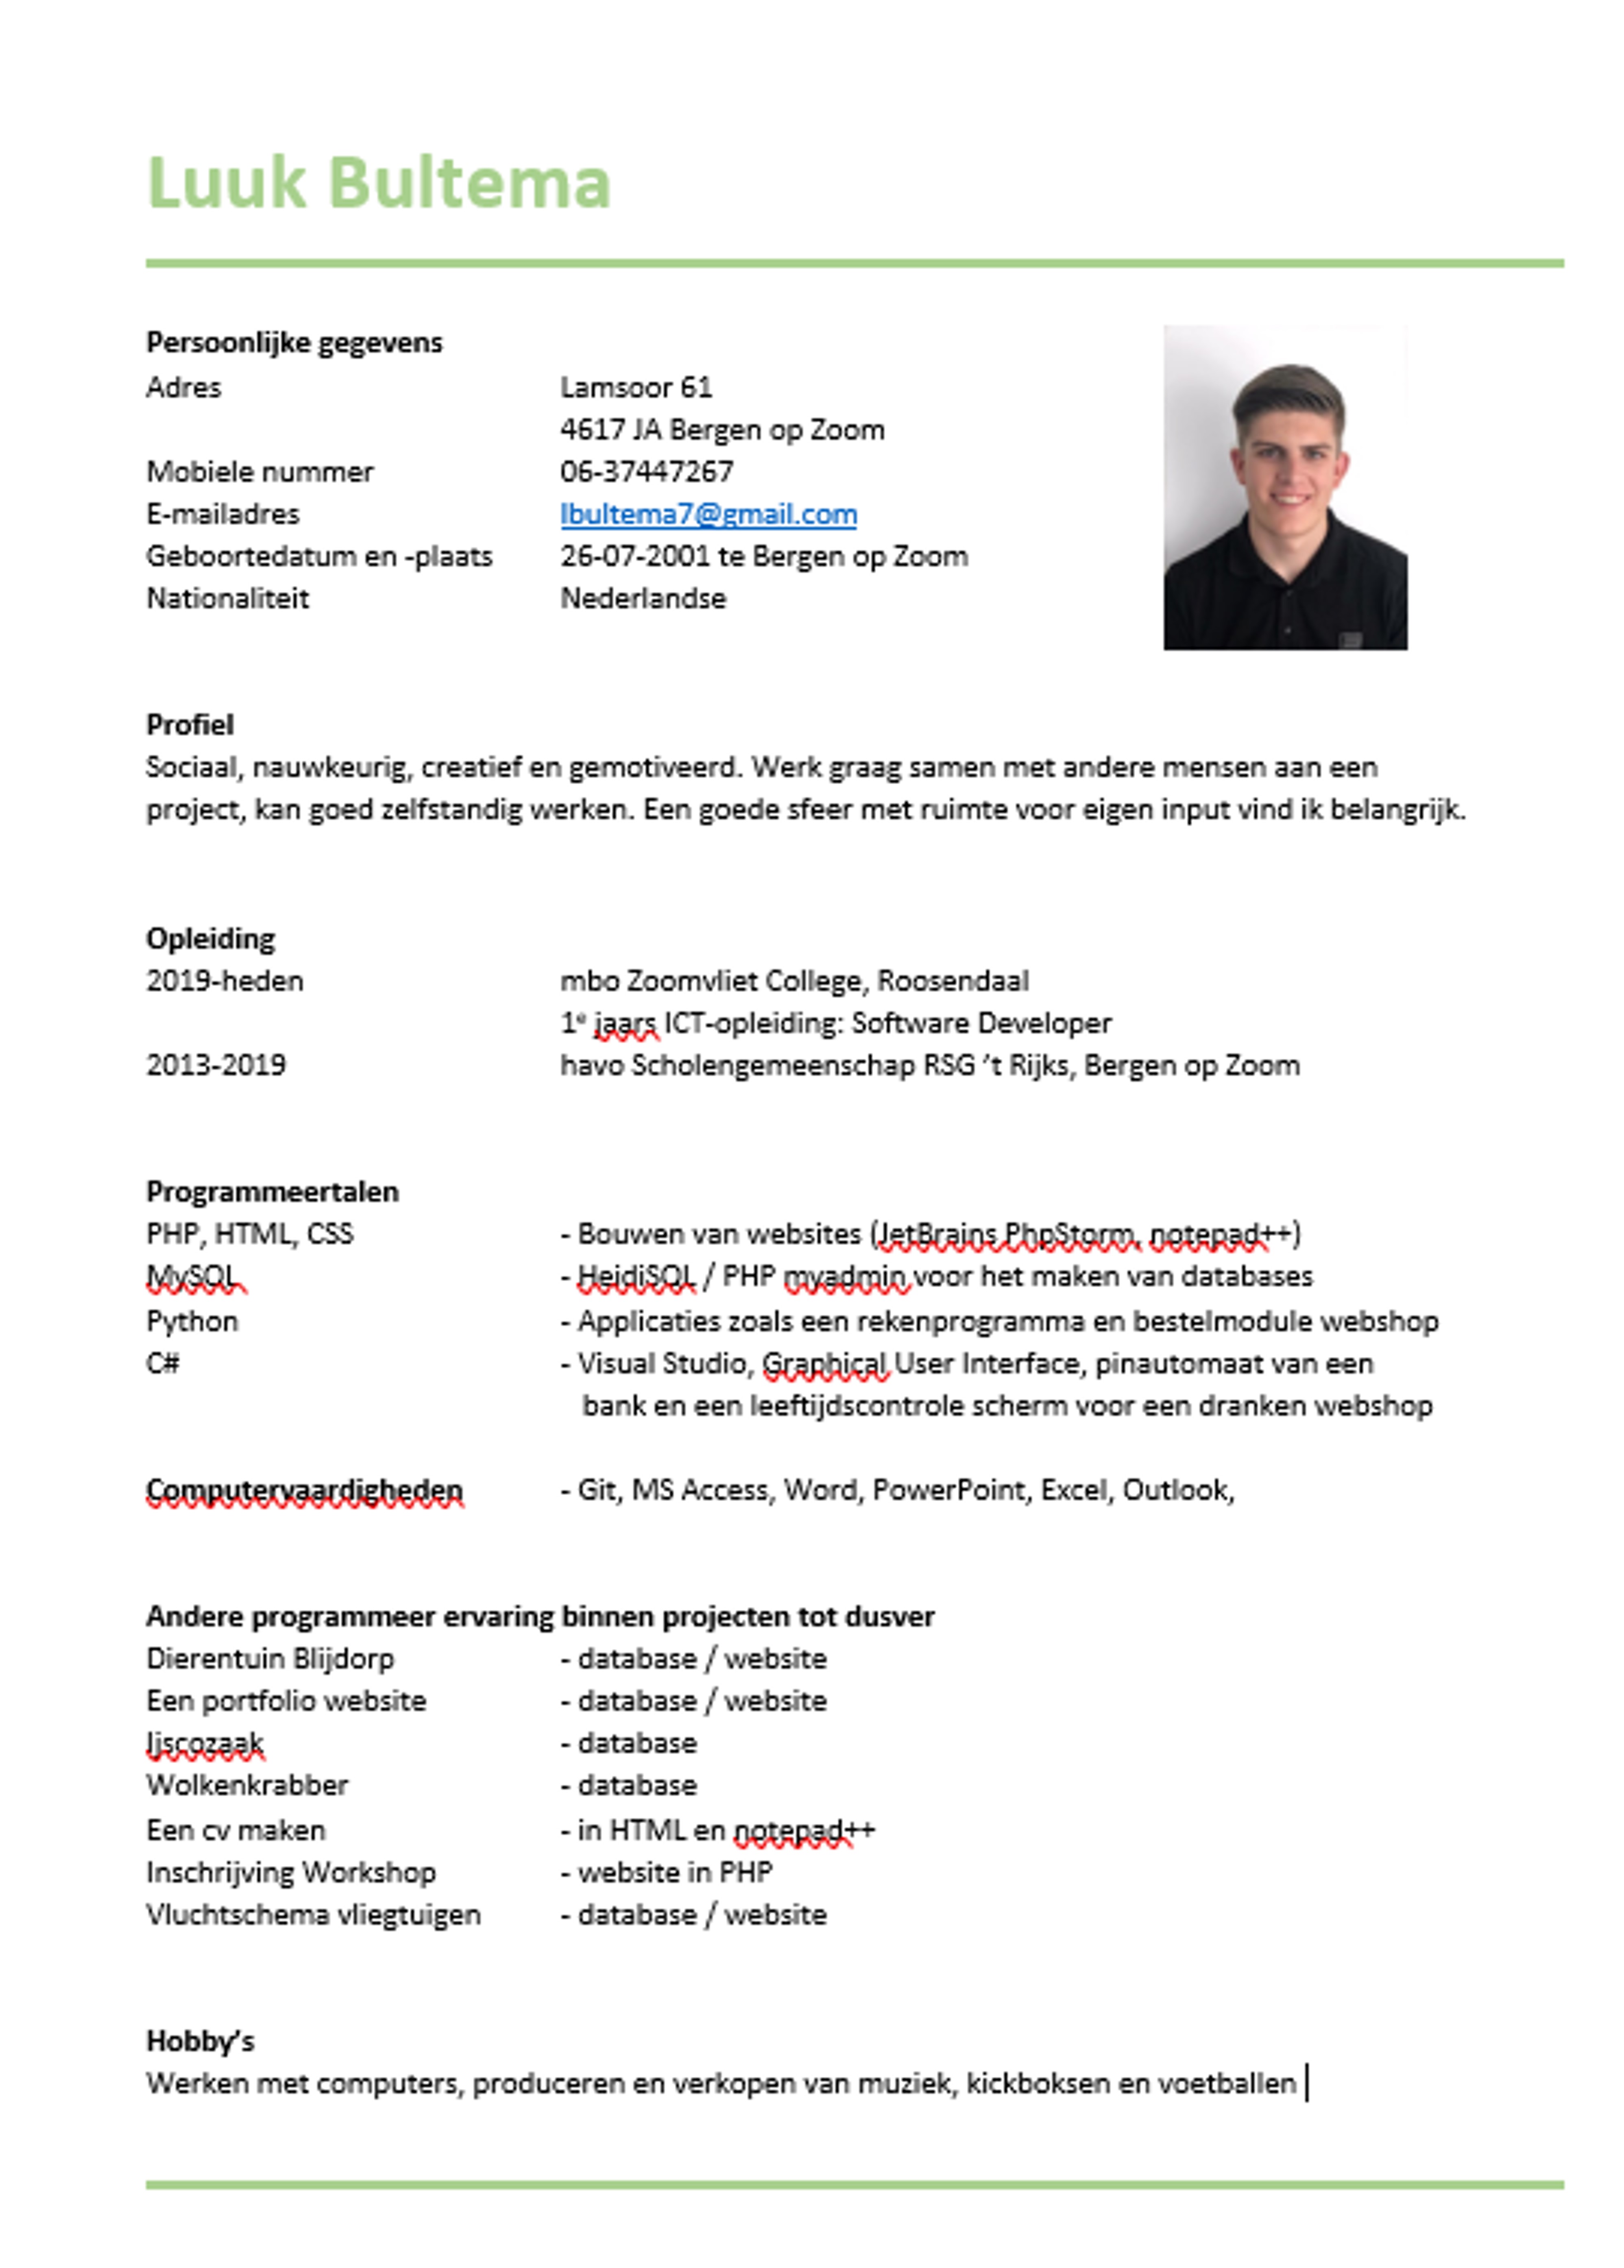 Luuk Bultema
Persoonlijke gegevens
Adres Lamsoor 61
4617 JA Bergen op Zoom
Mobiele nummer 06-37447267
E-mailadres lbultema7@gmail.com
Geboortedatum en -plaats 26-07-2001 te Bergen op Zoom
Nationaliteit Nederlandse
Profiel
Sociaal, nauwkeurig, creatief en gemotiveerd. Werk graag samen met andere mensen aan een
project, kan goed zelfstandig werken. Een goede sfeer met ruimte voor eigen input vind ik belangrijk.
Opleiding
2019-heden mbo Zoomvliet College, Roosendaal
1e jaars ICT-opleiding: Software Developer
2013-2019 havo Scholengemeenschap RSG ‘t Rijks, Bergen op Zoom
Programmeertalen
PHP, HTML, CSS - Bouwen van websites (JetBrains PhpStorm, notepad++)
MySQL - HeidiSQL / PHP myadmin voor het maken van databases
Python - Applicaties zoals een rekenprogramma en bestelmodule webshop
C# - Visual Studio, Graphical User Interface, pinautomaat van een
bank en een leeftijdscontrole scherm voor een dranken webshop
Computervaardigheden - Git, MS Access, Word, PowerPoint, Excel, Outlook,
Andere programmeer ervaring binnen projecten tot dusver
Dierentuin Blijdorp - database / website
Een portfolio website - database / website
Ijscozaak - database
Wolkenkrabber - database
Een cv maken - in HTML en notepad++
Inschrijving Workshop - website in PHP
Vluchtschema vliegtuigen - database / website
Hobby’s
Werken met computers, produceren en verkopen van muziek, kickboksen en voetballen